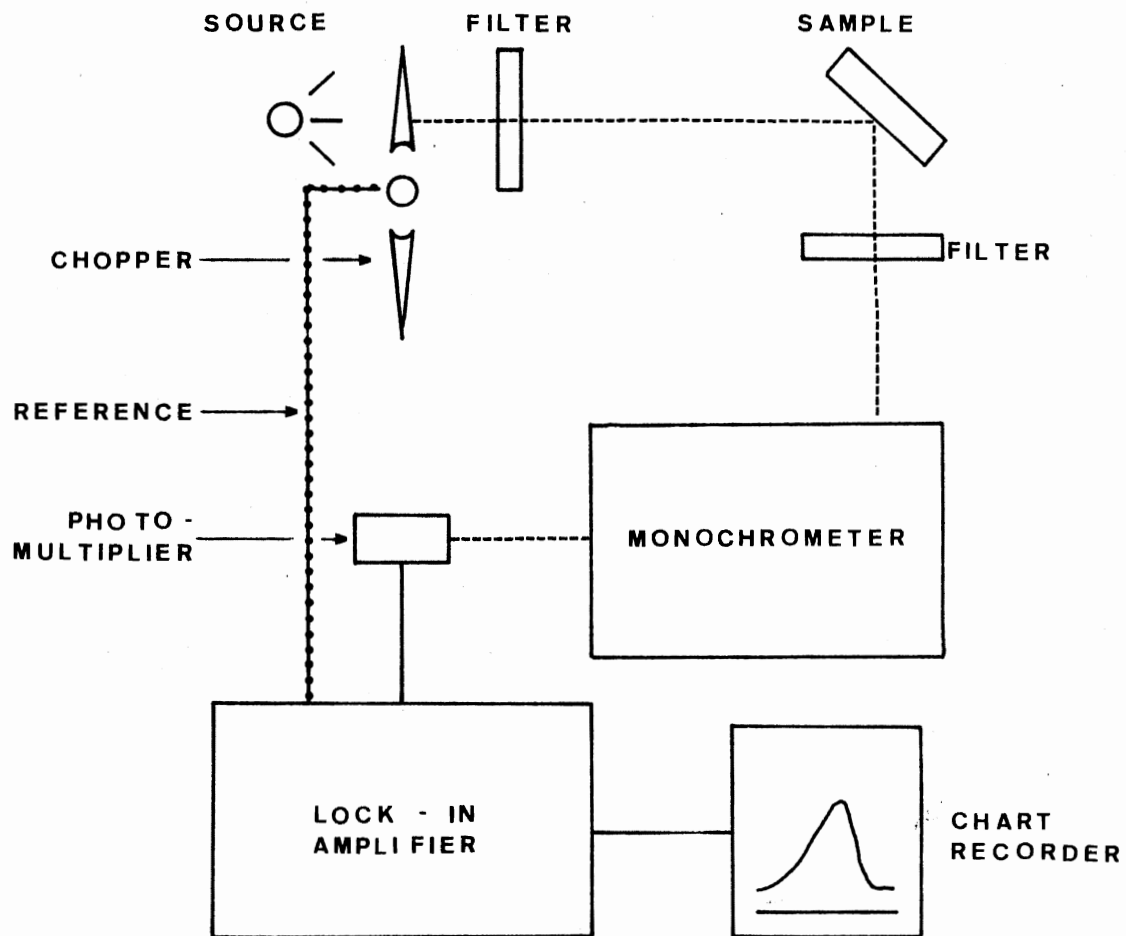 SOURCE
FILTER
SAMPLE
CHOPPER
FILTER
REFERENCE
PHOTO -
MULTIPLIER
MONOCHROMETER
LOCK - IN
AMPLIFIER
CHART
RECORDER